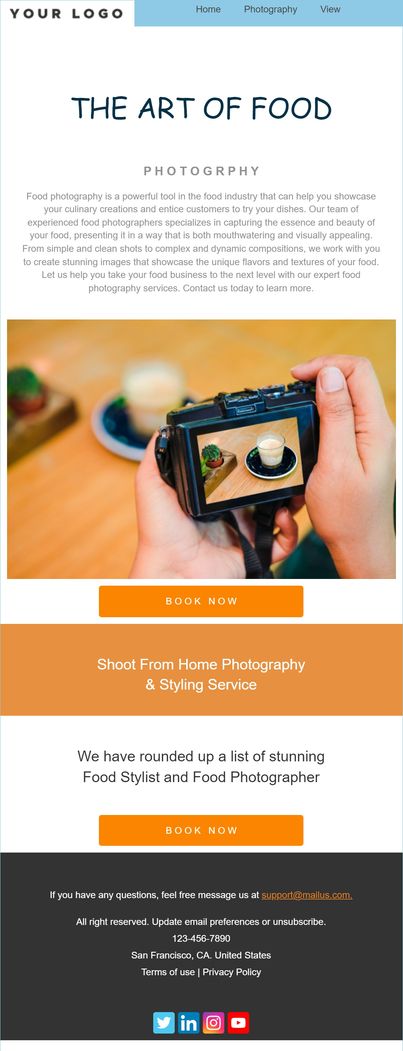 YOUR LOGO
Home Photography View
THE ART OF FOOD
PHOTOGRPHY
Food photography is a powerful tool in the food industry that can help you showcase
your culinary creations and entice customers to try your dishes. Our team of
experienced food photographers specializes in capturing the essence and beauty of
your food, presenting it in a way that is both mouthwatering and visually appealing.
From simple and clean shots to complex and dynamic compositions, we work with you
to create stunning images that showcase the unique flavors and textures of your food.
Let us help you take your food business to the next level with our expert food
photography services. Contact us today to learn more.
BOOK NOW
Shoot From Home Photography
& Styling Service
We have rounded up a list of stunning
Food Stylist and Food Photographer
BOOK NOW
If you have any questions, feel free message us at support@mailus.com.
All right reserved. Update email preferences or unsubscribe.
123-456-7890
San Francisco, CA. United States
Terms of use | Privacy Policy